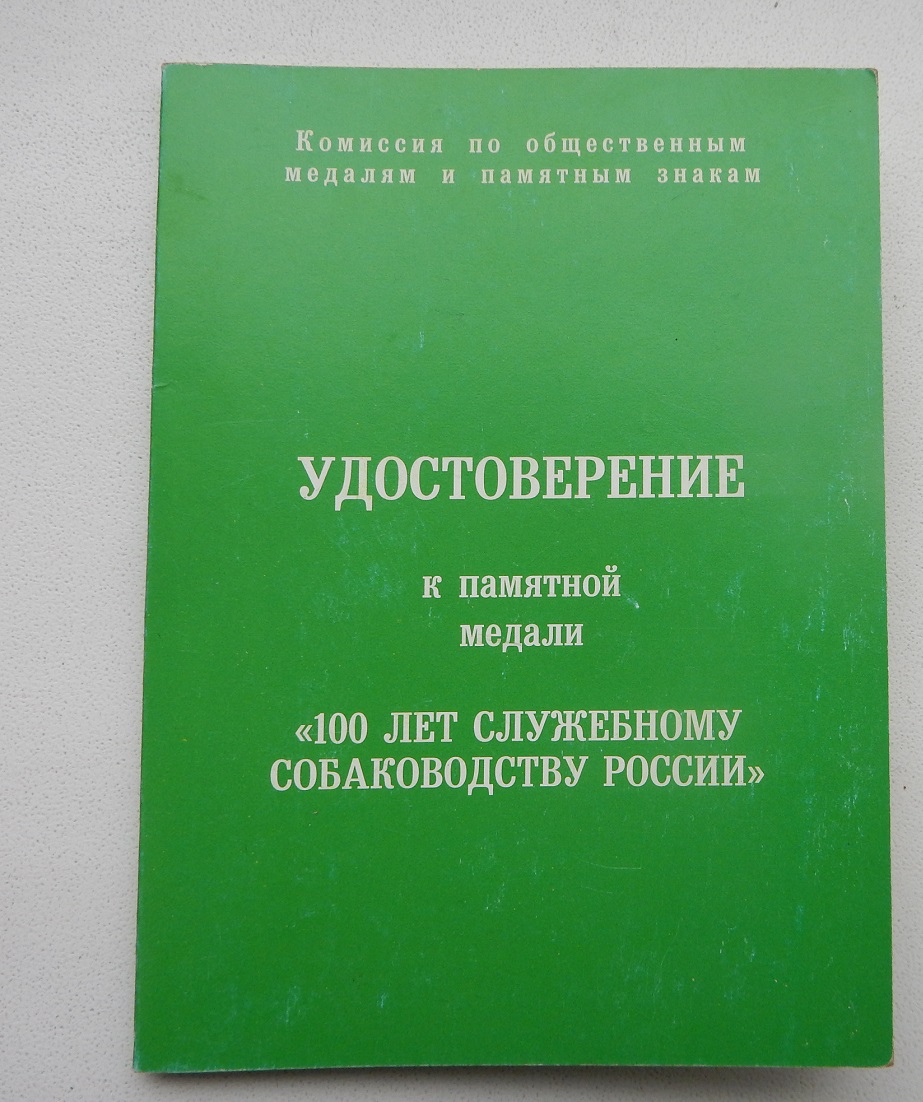 Комиссия по общественным
медалям и памятным знакам
УДОСТОВЕРЕНИЕ
к памятной
медали
«100 ЛЕТ СЛУЖЕБНОМУ
СОБАКОВОДСТВУ РОССИИ»